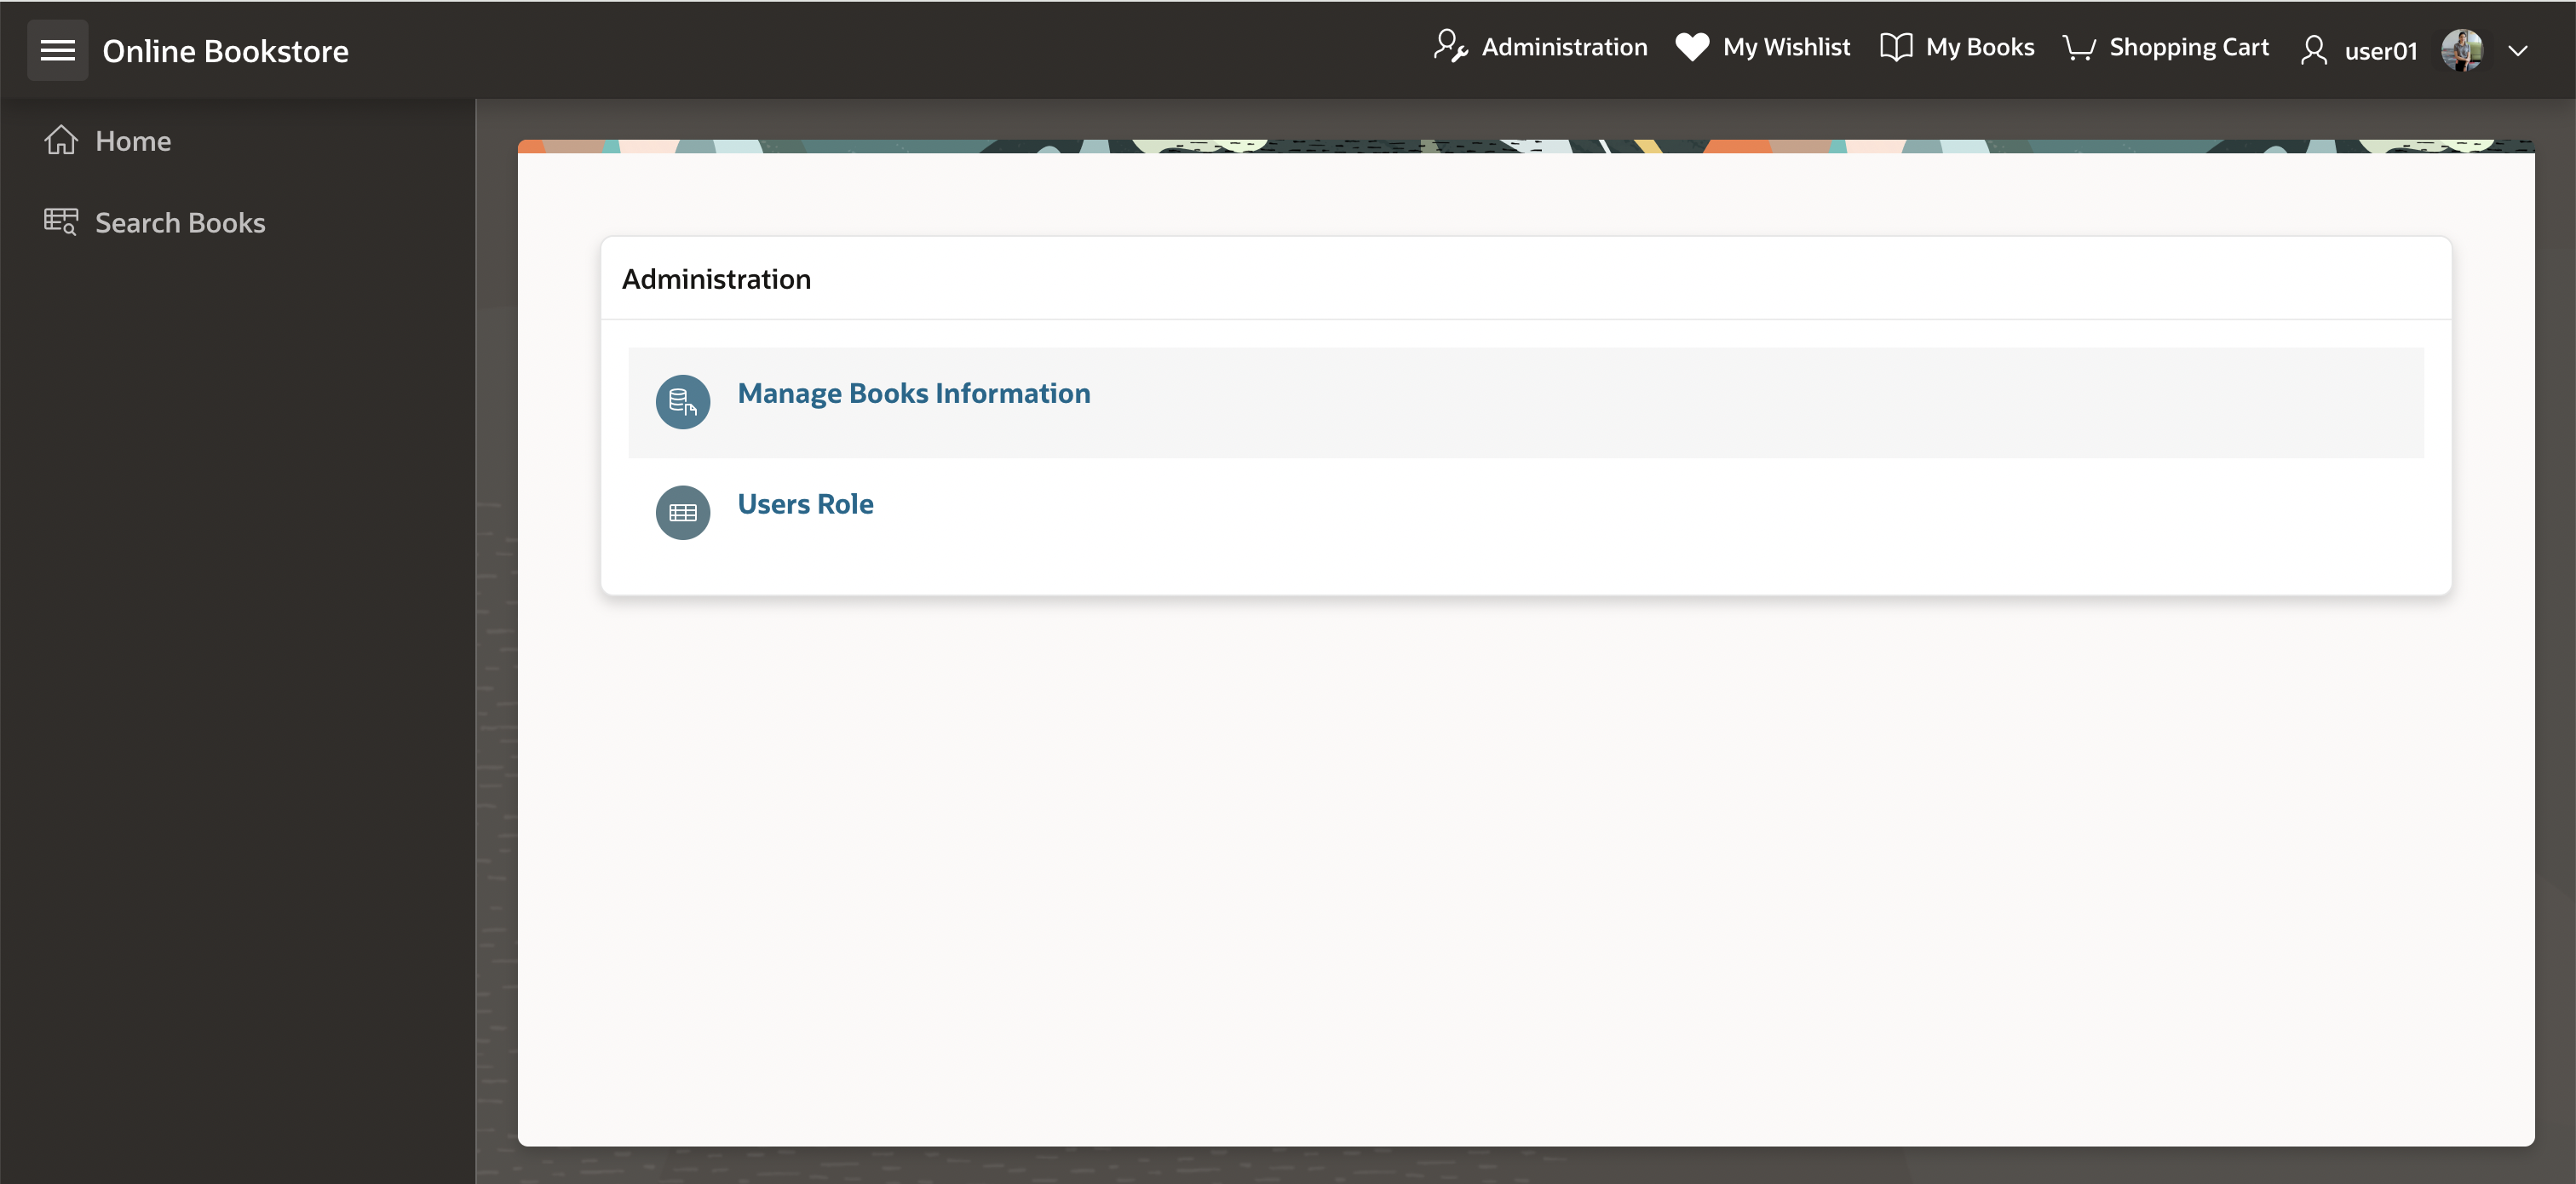 Online Bookstore
Administration
My Wishlist
My Books
Shopping Cart
user01
Home
Search Books
Administration
Manage Books Information
Users Role